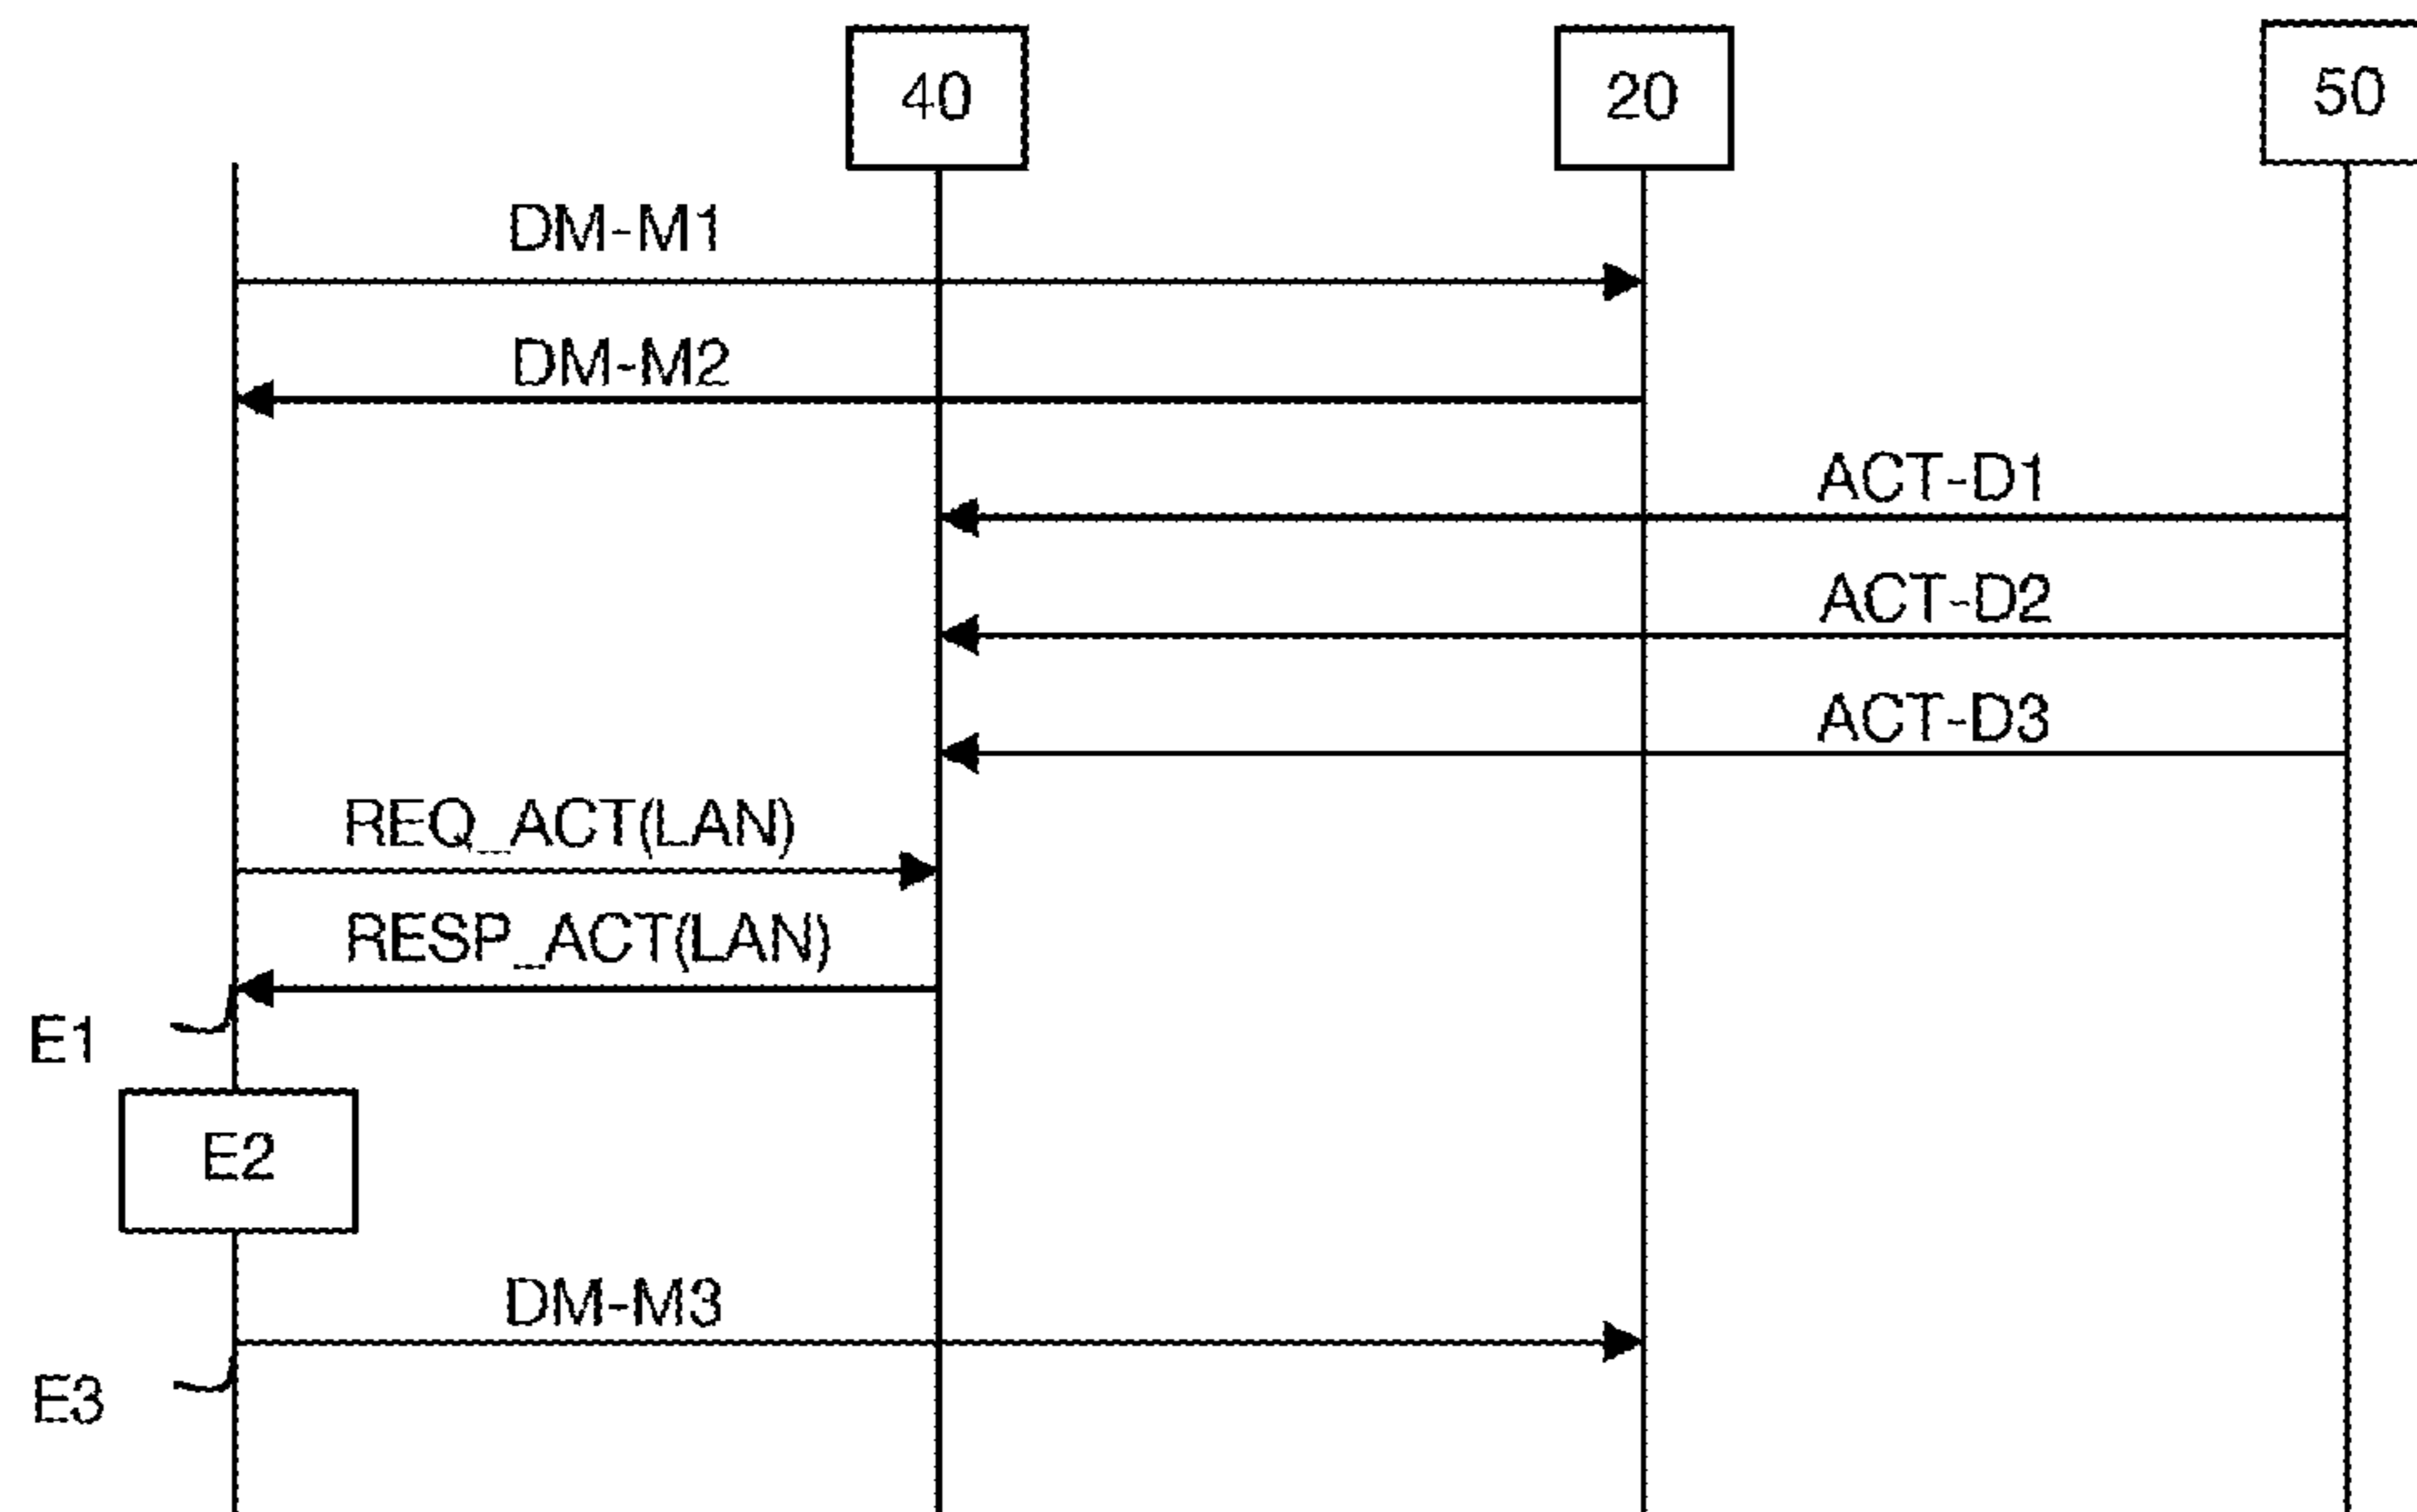 40
20
50
DM-M1
DM-M2
ACT-D1
ACT-D2
ACT-D3
REQ_ACT(LAN)
RESP_ACT(LAN)
E1
E2
DM-M3
E3